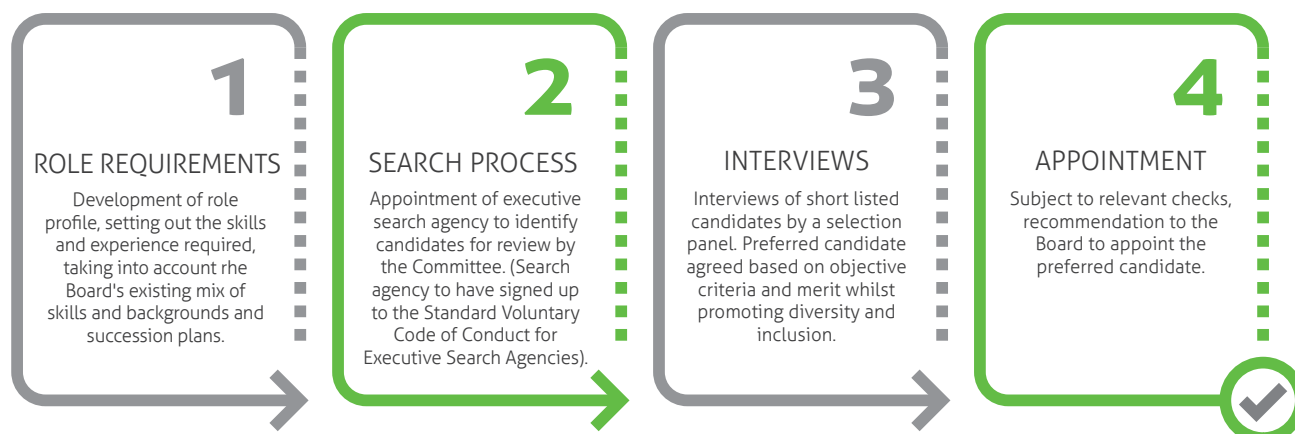 1
ROLE REQUIREMENTS
Development of role
profile, setting out the skills
and experience required,
taking into account rhe
Board's existing mix of
skills and backgrounds and
succession plans.
2
SEARCH PROCESS
Appointment of executive
search agency to identify
candidates for review by
the Committee. (Search
agency to have signed up
to the Standard Voluntary
Code of Conduct for
Executive Search Agencies).
3
INTERVIEWS
Interviews of short listed
candidates by a selection
panel. Preferred candidate
agreed based on objective
criteria and merit whilst
promoting diversity and
inclusion.
4
APPOINTMENT
Subject to relevant checks,
recommendation to the
Board to appoint the
preferred candidate.